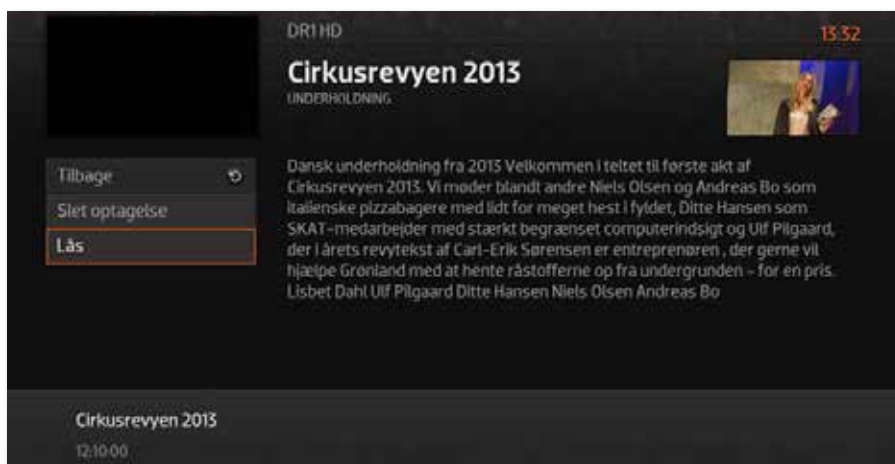 DR1 HD
13:32
Cirkusrevyen 2013
UNDERHOLDNING
Tilbage
Slet optagelse
Lås
Dansk underholdning fra 2013 Velkommen i teltet til første akt af
Cirkusrevyen 2013. Vi møder blandt andre Niels Olsen og Andreas Bo som
italienske pizzabagere med lidt for meget hest i fyldet, Ditte Hansen som
SKAT-medarbejder med stærkt begrænset computerindsigt og Ulf Pilgaard,
der i årets revytekst af Carl-Erik Sørensen er entreprenøren , der gerne vil
hjælpe Grønland med at hente råstofferne op fra undergrunden – for en pris.
Lisbet Dahl Ulf Pilgaard Ditte Hansen Niels Olsen Andreas Bo
Cirkusrevyen 2013
12:10:00